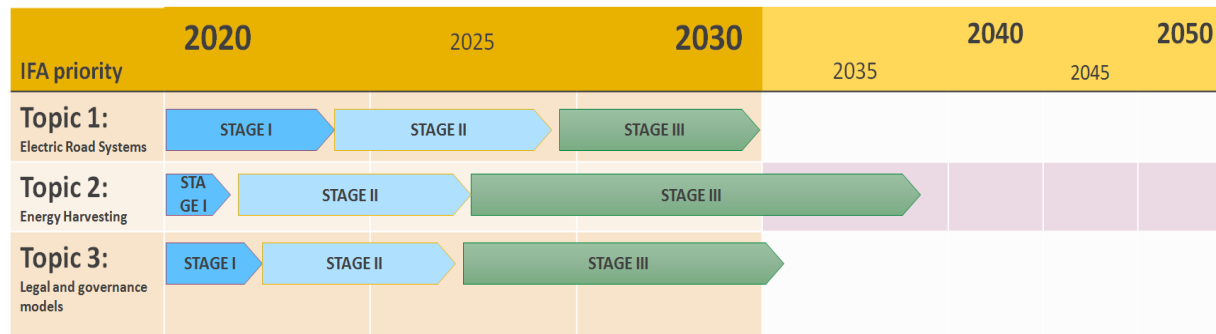 IFA priority
2020
2025
2030
2035
2040
2045
2050
Topic 1:
Electric Road Systems
STAGE I
STAGE II
STAGE III
Topic 2:
Energy Harvesting
STA
GE I
STAGE II
STAGE III
Topic 3:
Legal and governance
models
STAGE I
STAGE II
STAGE III